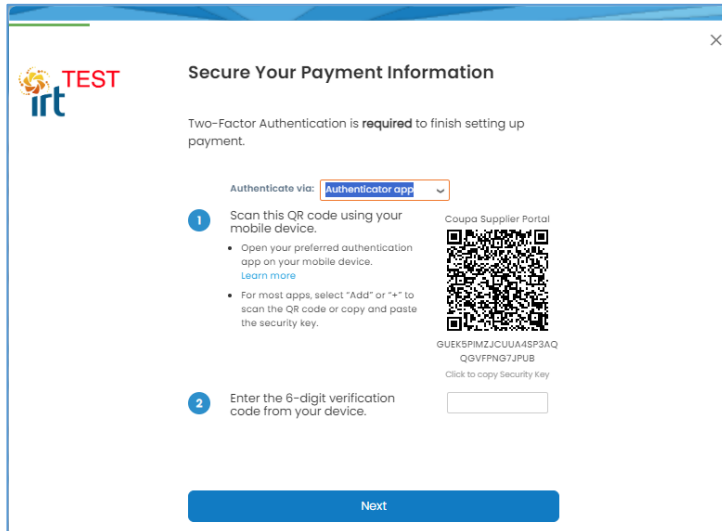 TEST
irt
Secure Your Payment Information
Two-Factor Authentication is required to finish setting up
payment.
Authenticate via: Authenticator app
1 Scan this QR code using your
mobile device.
• Open your preferred authentication
app on your mobile device.
Learn more
• For most apps, select “Add” or “+” to
scan the QR code or copy and paste
the security key.
Coupa Supplier Portal
GUEK5PIMZJCUUA4SP3AQ
QGVFPNG7JPUB
Click to copy Security Key
2 Enter the 6-digit verification
code from your device.
Next